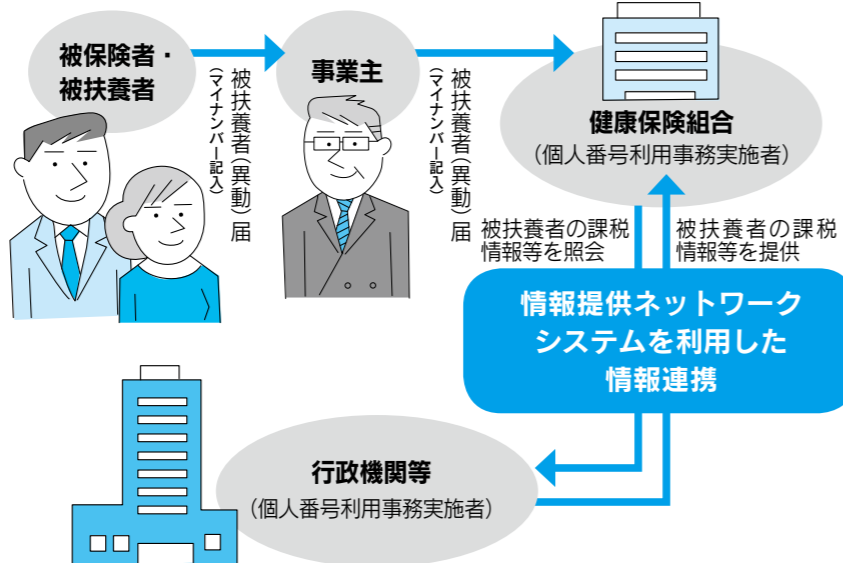 被保険者・
被扶養者
被扶養者(異動)届
(マイナンバー記入)
事業主
被扶養者(異動)届
(マイナンバー記入)
健康保険組合
(個人番号利用事務実施者)
被扶養者の課税
情報等を照会
被扶養者の課税
情報等を提供
情報提供ネットワーク
システムを利用した
情報連携
行政機関等
(個人番号利用事務実施者)